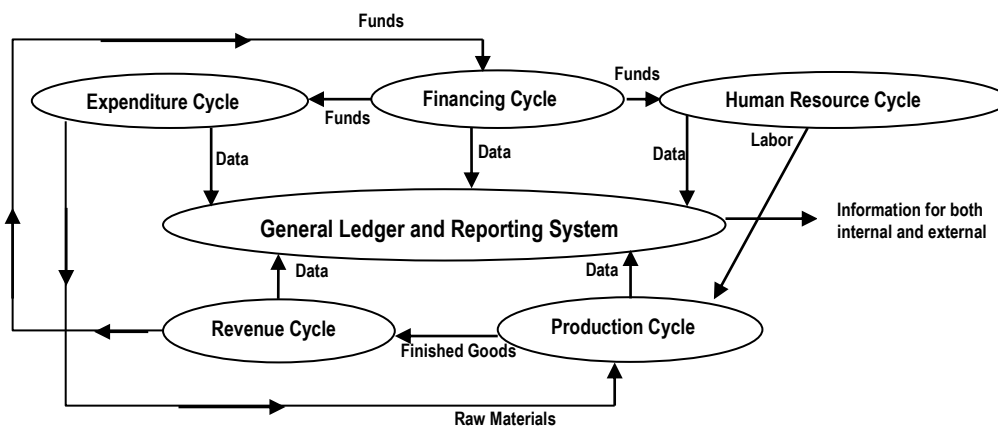 Funds
Expenditure Cycle
Funds
Financing Cycle
Funds
Human Resource Cycle
Data
Data
Data
Labor
General Ledger and Reporting System
Information for both
internal and external
Data
Data
Revenue Cycle
Finished Goods
Production Cycle
Raw Materials